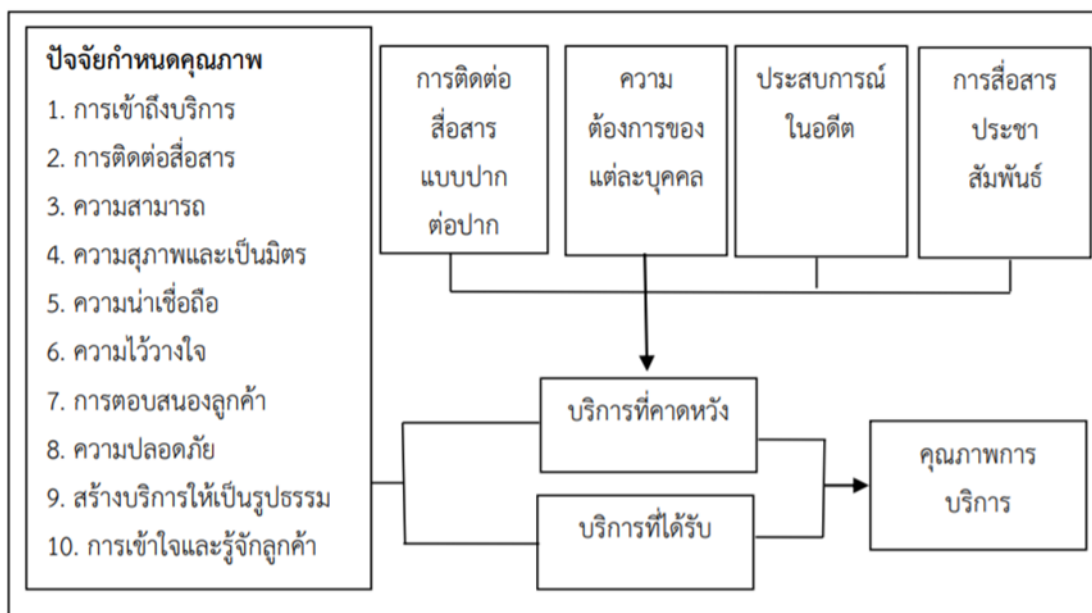 ปัจจัยกำหนดคุณภาพ
1. การเข้าถึงบริการ
2. การติดต่อสื่อสาร
3. ความสามารถ
4. ความสุภาพและเป็นมิตร
5. ความน่าเชื่อถือ
6. ความไว้วางใจ
7. การตอบสนองลูกค้า
8. ความปลอดภัย
9. สร้างบริการให้เป็นรูปธรรม
10. การเข้าใจและรู้จักลูกค้า
การติดต่อ
สื่อสาร
แบบปาก
ต่อปาก
ความ
ต้องการของ
แต่ละบุคคล
ประสบการณ์
ในอดีต
การสื่อสาร
ประชา
สัมพันธ์
บริการที่คาดหวัง
บริการที่ได้รับ
คุณภาพการ
บริการ